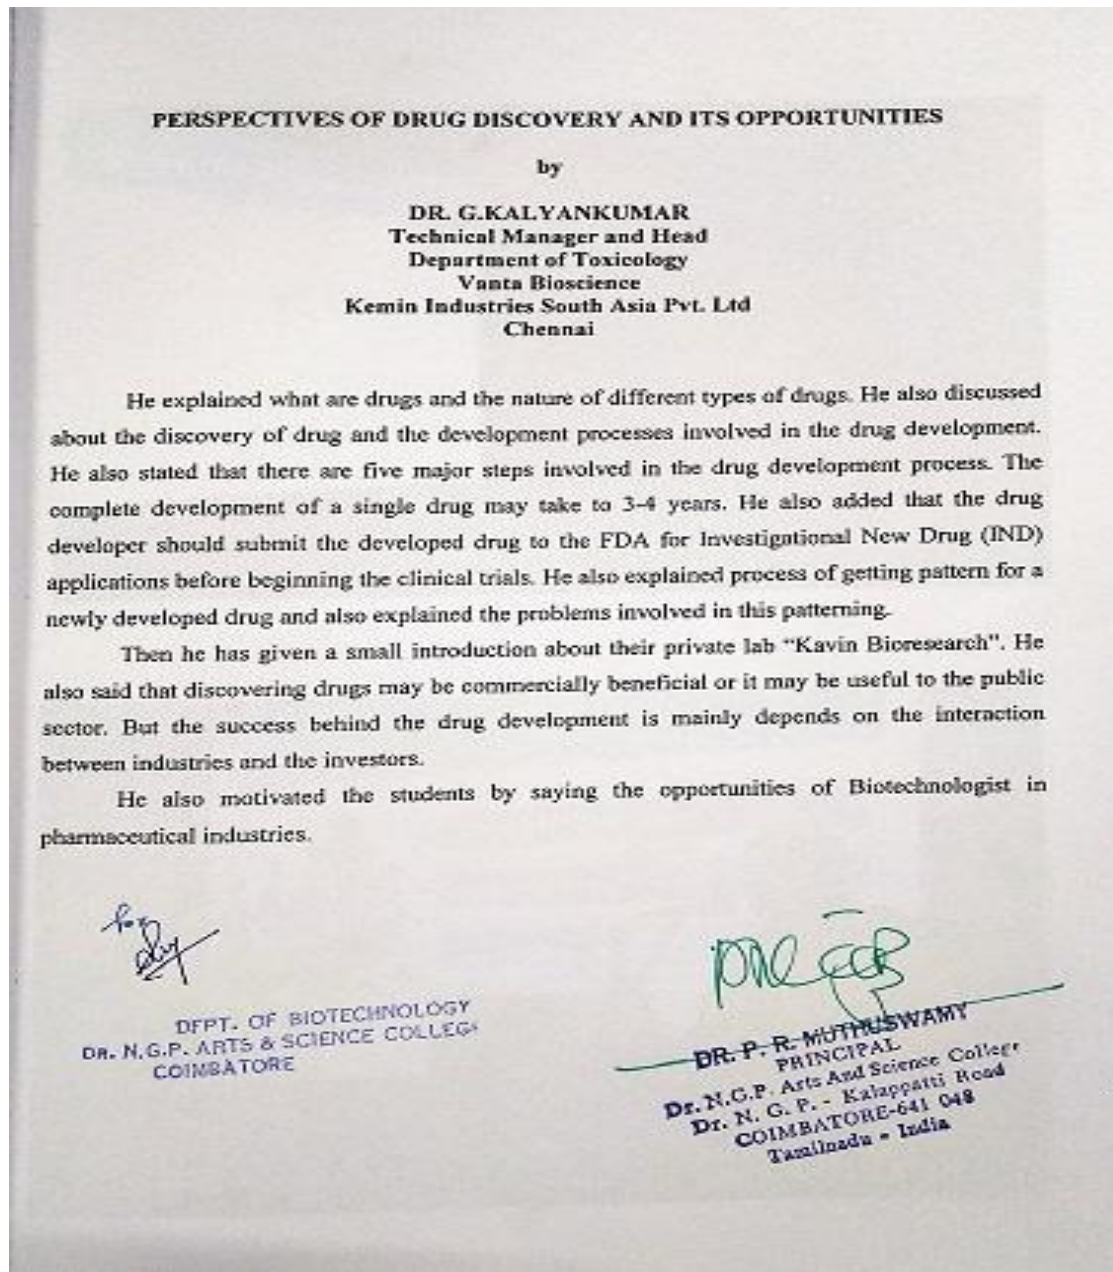 PERSPECTIVES OF DRUG DISCOVERY AND ITS OPPORTUNITIES
by
DR. G.KALYANKUMAR
Technical Manager and Head
Department of Toxicology
Vanta Bioscience
Kemin Industries South Asia Pvt. Ltd
Chennai
He explained what are drugs and the nature of different types of drugs. He also discussed
about the discovery of drug and the development processes involved in the drug development.
He also stated that there are five major steps involved in the drug development process. The
complete development of a single drug may take to 3-4 years. He also added that the drug
developer should submit the developed drug to the FDA for Investigational New Drug (IND)
applications before beginning the clinical trials. He also explained process of getting pattern for a
newly developed drug and also explained the problems involved in this patterning.
Then he has given a small introduction about their private lab “Kavin Bioresearch”. He
also said that discovering drugs may be commercially beneficial or it may be useful to the public
sector. But the success behind the drug development is mainly depends on the interaction
between industries and the investors.
He also motivated the students by saying the opportunities of Biotechnologist in
pharmaceutical industries.
for
DEPT. OF BIOTECHNOLOGY
DR. N.G.P. ARTS & SCIENCE COLLEGE
COIMBATORE
DR. P. R. MUTHUSWAMY
PRINCIPAL
Dr. N.G.P. Arts And Science College
Dr. N. G. P. - Kalappatti Road
COIMBATORE-641 048
Tamilnadu - India